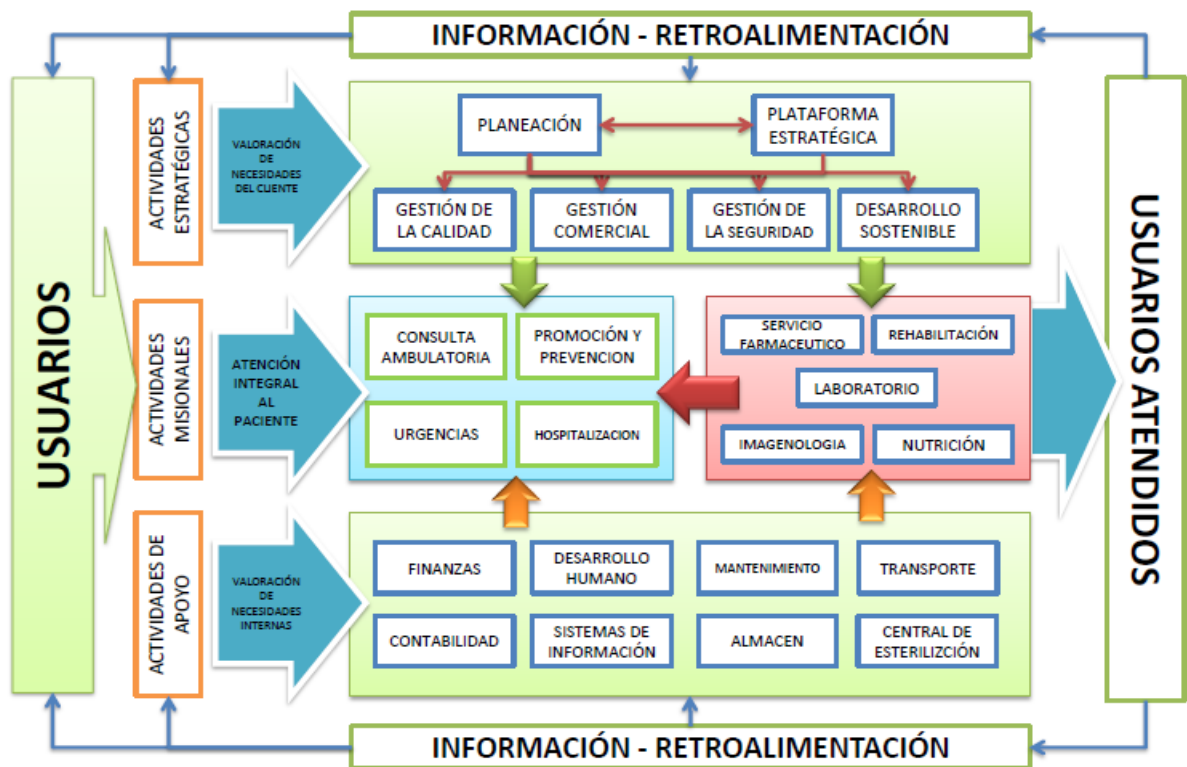 INFORMACIÓN - RETROALIMENTACIÓN
USUARIOS
ACTIVIDADES
ESTRATÉGICAS
VALORACIÓN
DE
NECESIDADES
DEL CLIENTE
PLANEACIÓN
PLATAFORMA
ESTRATÉGICA
GESTIÓN DE
LA CALIDAD
GESTIÓN
COMERCIAL
GESTIÓN DE
LA SEGURIDAD
DESARROLLO
SOSTENIBLE
ACTIVIDADES
MISIONALES
ATENCIÓN
INTEGRAL
AL
PACIENTE
CONSULTA
AMBULATORIA
PROMOCIÓN Y
PREVENCION
URGENCIAS
HOSPITALIZACION
SERVICIO
FARMACEUTICO
REHABILITACIÓN
LABORATORIO
IMAGENOLOGIA
NUTRICIÓN
ACTIVIDADES DE
APOYO
VALORACIÓN
DE
NECESIDADES
INTERNAS
FINANZAS
DESARROLLO
HUMANO
MANTENIMIENTO
TRANSPORTE
CONTABILIDAD
SISTEMAS DE
INFORMACIÓN
ALMACEN
CENTRAL DE
ESTERILIZCIÓN
USUARIOS ATENDIDOS
INFORMACIÓN - RETROALIMENTACIÓN